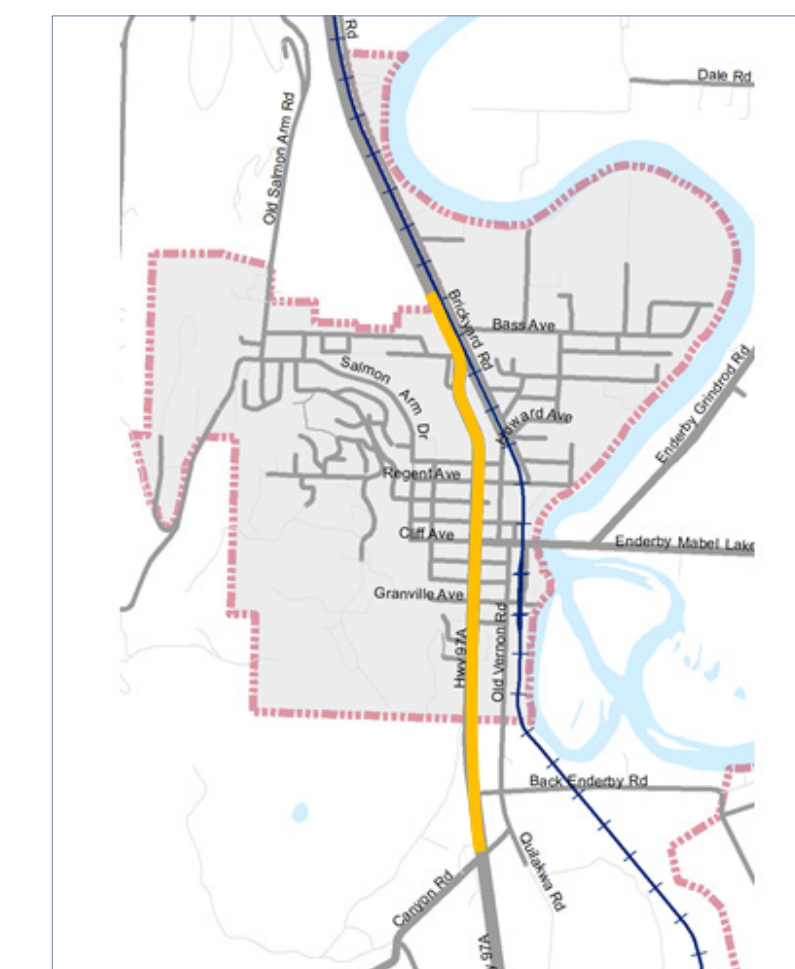 Rd
Dale Rd
Old Salmon Arm Rd
Brickyard Rd
Bass Ave
Salmon Arm Dr
Howard Ave
Enderby Grindrod Rd
Regent Ave
Cliff Ave
Enderby Mabel Lake
Granville Ave
Hwy 97A
Old Vernon Rd
Back Enderby Rd
Quilakwa Rd
Canyon Rd